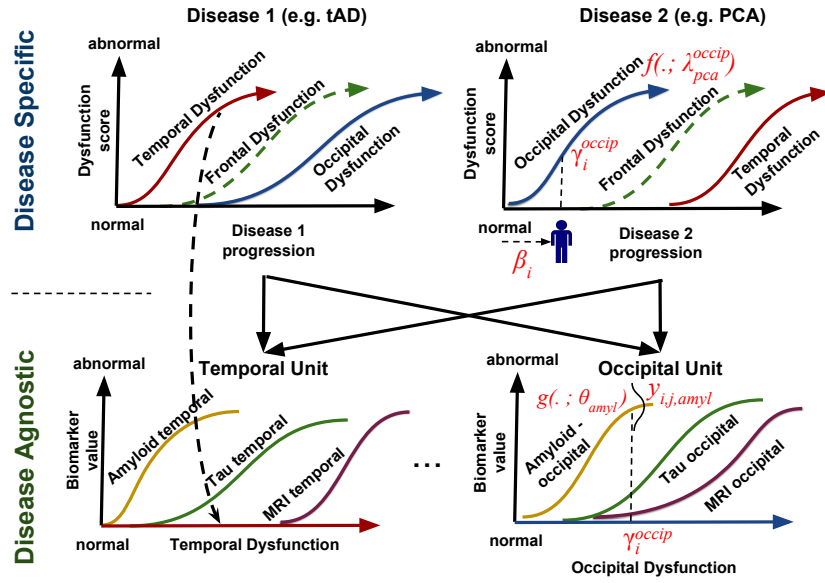 Disease 1 (e.g. tAD)
Disease 2 (e.g. PCA)
Disease Specific
abnormal
Dysfunction
score
Temporal Dysfunction
Frontal Dysfunction
Occipital
Dysfunction
normal
Disease 1
progression
abnormal
Dysfunction
score
Occipital Dysfunction
f(.; λ_pca^occip)
γ_i^occip
Frontal Dysfunction
Temporal
Dysfunction
normal
β_i
Disease 2
progression
Disease Agnostic
Temporal Unit
abnormal
Biomarker
value
Amyloid temporal
Tau temporal
MRI temporal
normal
Temporal Dysfunction
...
Occipital Unit
abnormal
Biomarker
value
g(. ; θ_amyl)
y_i,j,amyl
Amyloid -
occipital
Tau occipital
MRI occipital
normal
γ_i^occip
Occipital Dysfunction